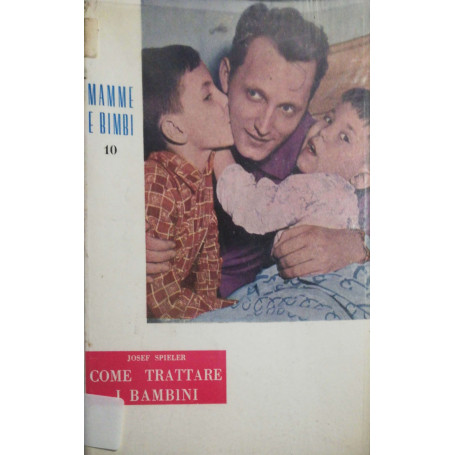 MAMME
E BIMBI
10
JOSEF SPIELER
COME TRATTARE
I BAMBINI